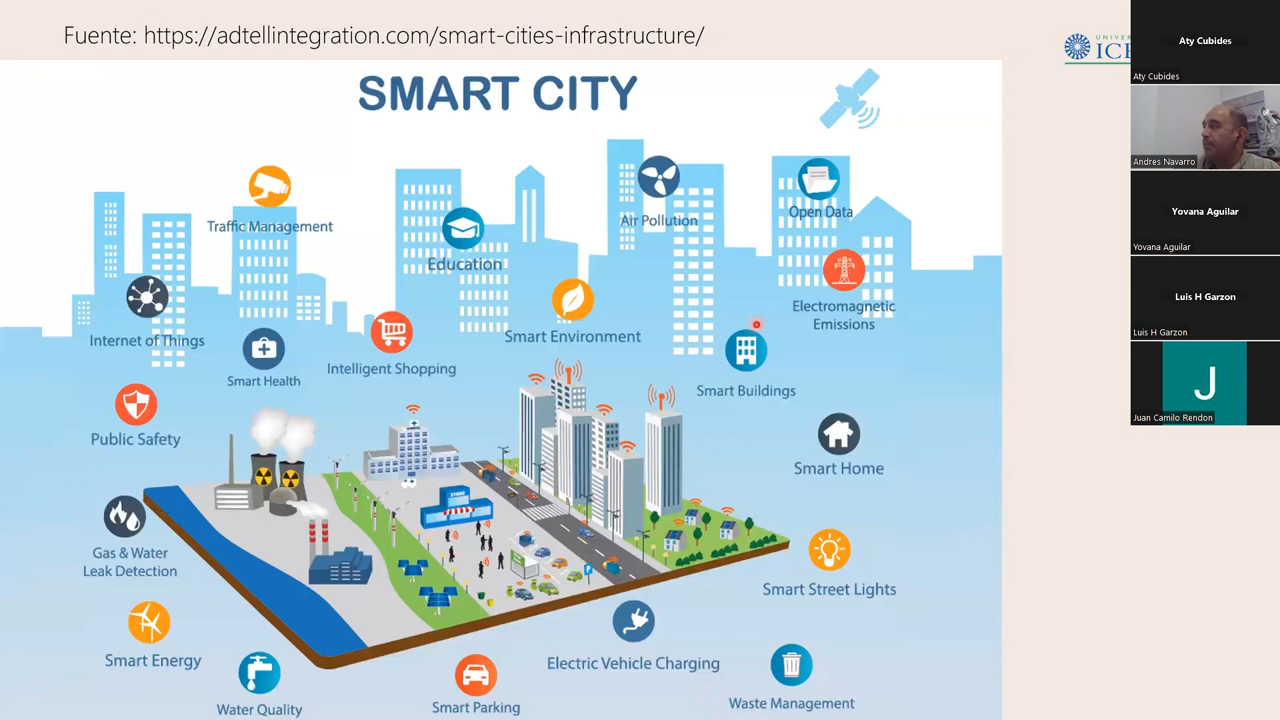 Fuente: https://adtellintegration.com/smart-cities-infrastructure/
SMART CITY
Traffic Management
Education
Air Pollution
Open Data
Internet of Things
Smart Health
Intelligent Shopping
Smart Environment
Electromagnetic
Emissions
Smart Buildings
Public Safety
Smart Home
STORE
Gas & Water
Leak Detection
Smart Street Lights
Smart Energy
Electric Vehicle Charging
Water Quality
Smart Parking
Waste Management
Aty Cubides
Aty Cubides
Andres Navarro
Yovana Aguilar
Yovana Aguilar
Luis H Garzon
Luis H Garzon
J
Juan Camilo Rendon